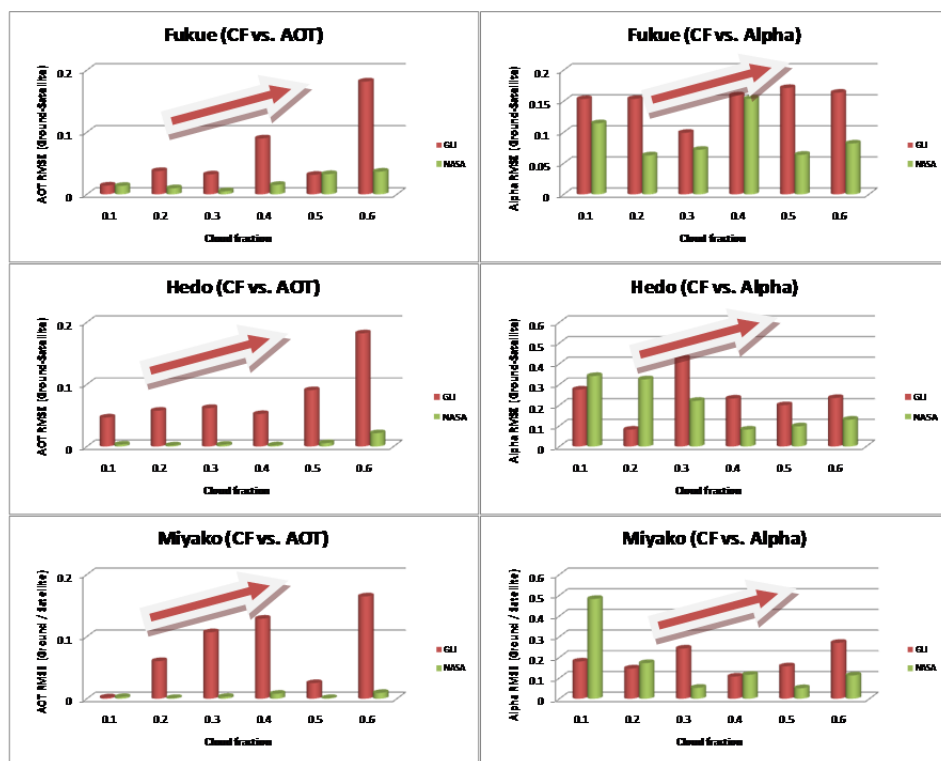 Fukue (CF vs. AOT)
AOT RMSE (Ground-Satellite)
0.2
0.1
0
0.1 0.2 0.3 0.4 0.5 0.6
Cloud fraction
GLI
NASA
Fukue (CF vs. Alpha)
Alpha RMSE (Ground-Satellite)
0.2
0.15
0.1
0.05
0
0.1 0.2 0.3 0.4 0.5 0.6
Cloud fraction
GLI
NASA
Hedo (CF vs. AOT)
AOT RMSE (Ground-Satellite)
0.2
0.1
0
0.1 0.2 0.3 0.4 0.5 0.6
Cloud fraction
GLI
NASA
Hedo (CF vs. Alpha)
Alpha RMSE (Ground-Satellite)
0.6
0.5
0.4
0.3
0.2
0.1
0
0.1 0.2 0.3 0.4 0.5 0.6
Cloud fraction
GLI
NASA
Miyako (CF vs. AOT)
AOT RMSE (Ground / Satellite)
0.2
0.1
0
0.1 0.2 0.3 0.4 0.5 0.6
Cloud fraction
GLI
NASA
Miyako (CF vs. Alpha)
Alpha RMSE (Ground / Satellite)
0.6
0.5
0.4
0.3
0.2
0.1
0
0.1 0.2 0.3 0.4 0.5 0.6
Cloud fraction
GLI
NASA